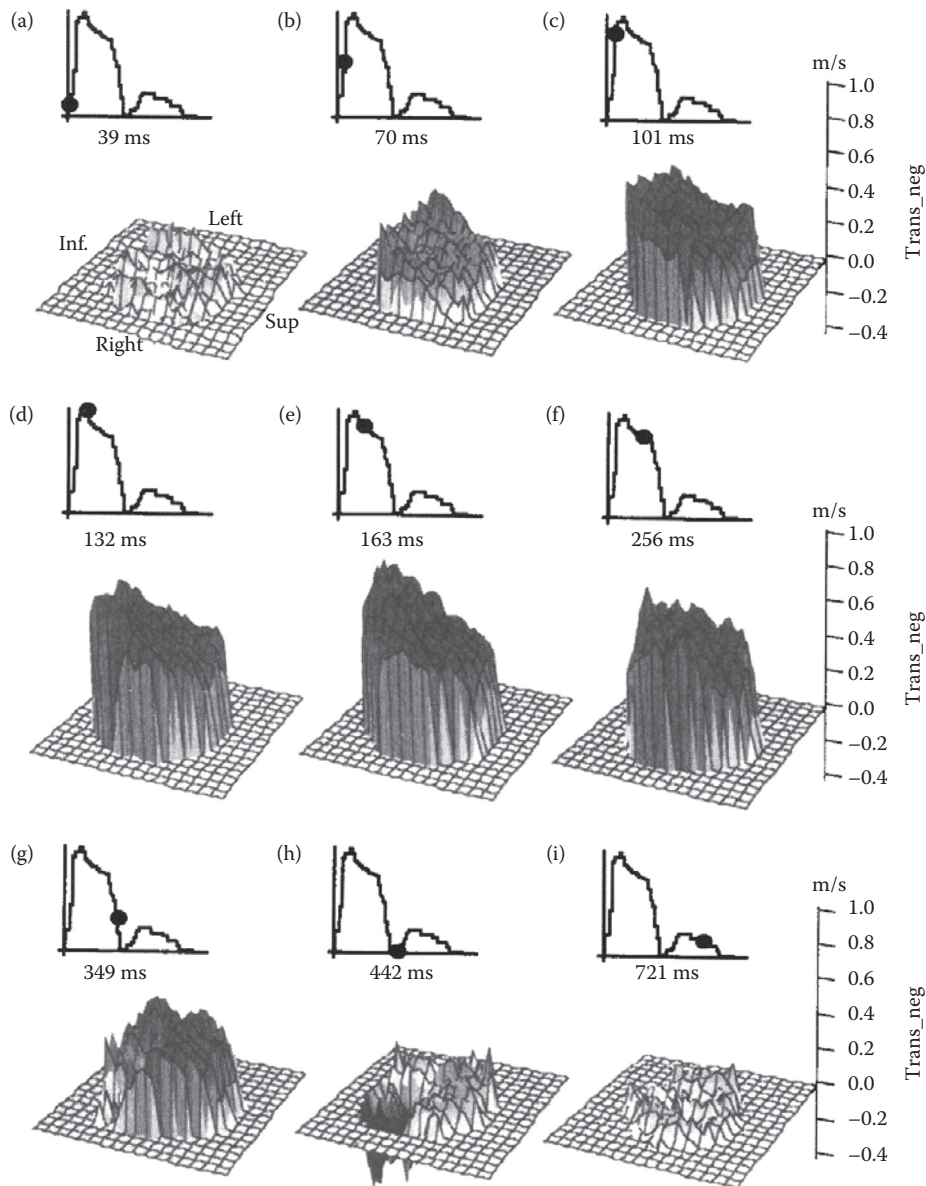 (a)
(b)
(c)
39 ms
70 ms
101 ms
m/s
1.0
0.8
0.6
0.4
0.2
0.0
−0.2
−0.4
Trans_neg
Left
Inf.
Sup
Right
(d)
(e)
(f)
132 ms
163 ms
256 ms
m/s
1.0
0.8
0.6
0.4
0.2
0.0
−0.2
−0.4
Trans_neg
(g)
(h)
(i)
349 ms
442 ms
721 ms
m/s
1.0
0.8
0.4
0.2
0.0
−0.2
−0.4
Trans_neg